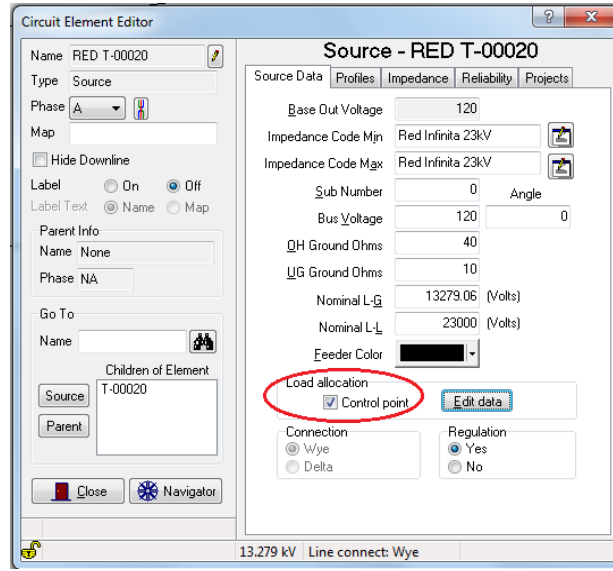 Circuit Element Editor
?
X
Name RED T-00020
Type Source
Phase A
Map
Hide Downline
Label On Off
Label Text Name Map
Parent Info
Name None
Phase NA
Go To
Name
Children of Element
Source
Parent
T-00020
Close
Navigator
Source - RED T-00020
Source Data Profiles Impedance Reliability Projects
Base Out Voltage 120
Impedance Code Min Red Infinita 23kV
Impedance Code Max Red Infinita 23kV
Sub Number 0 Angle
Bus Voltage 120 0
OH Ground Ohms 40
UG Ground Ohms 10
Nominal L-G 13279.06 (Volts)
Nominal L-L 23000 (Volts)
Feeder Color
Load allocation
Control point Edit data
Connection
Wye
Delta
Regulation
Yes
No
13.279 kV Line connect: Wye